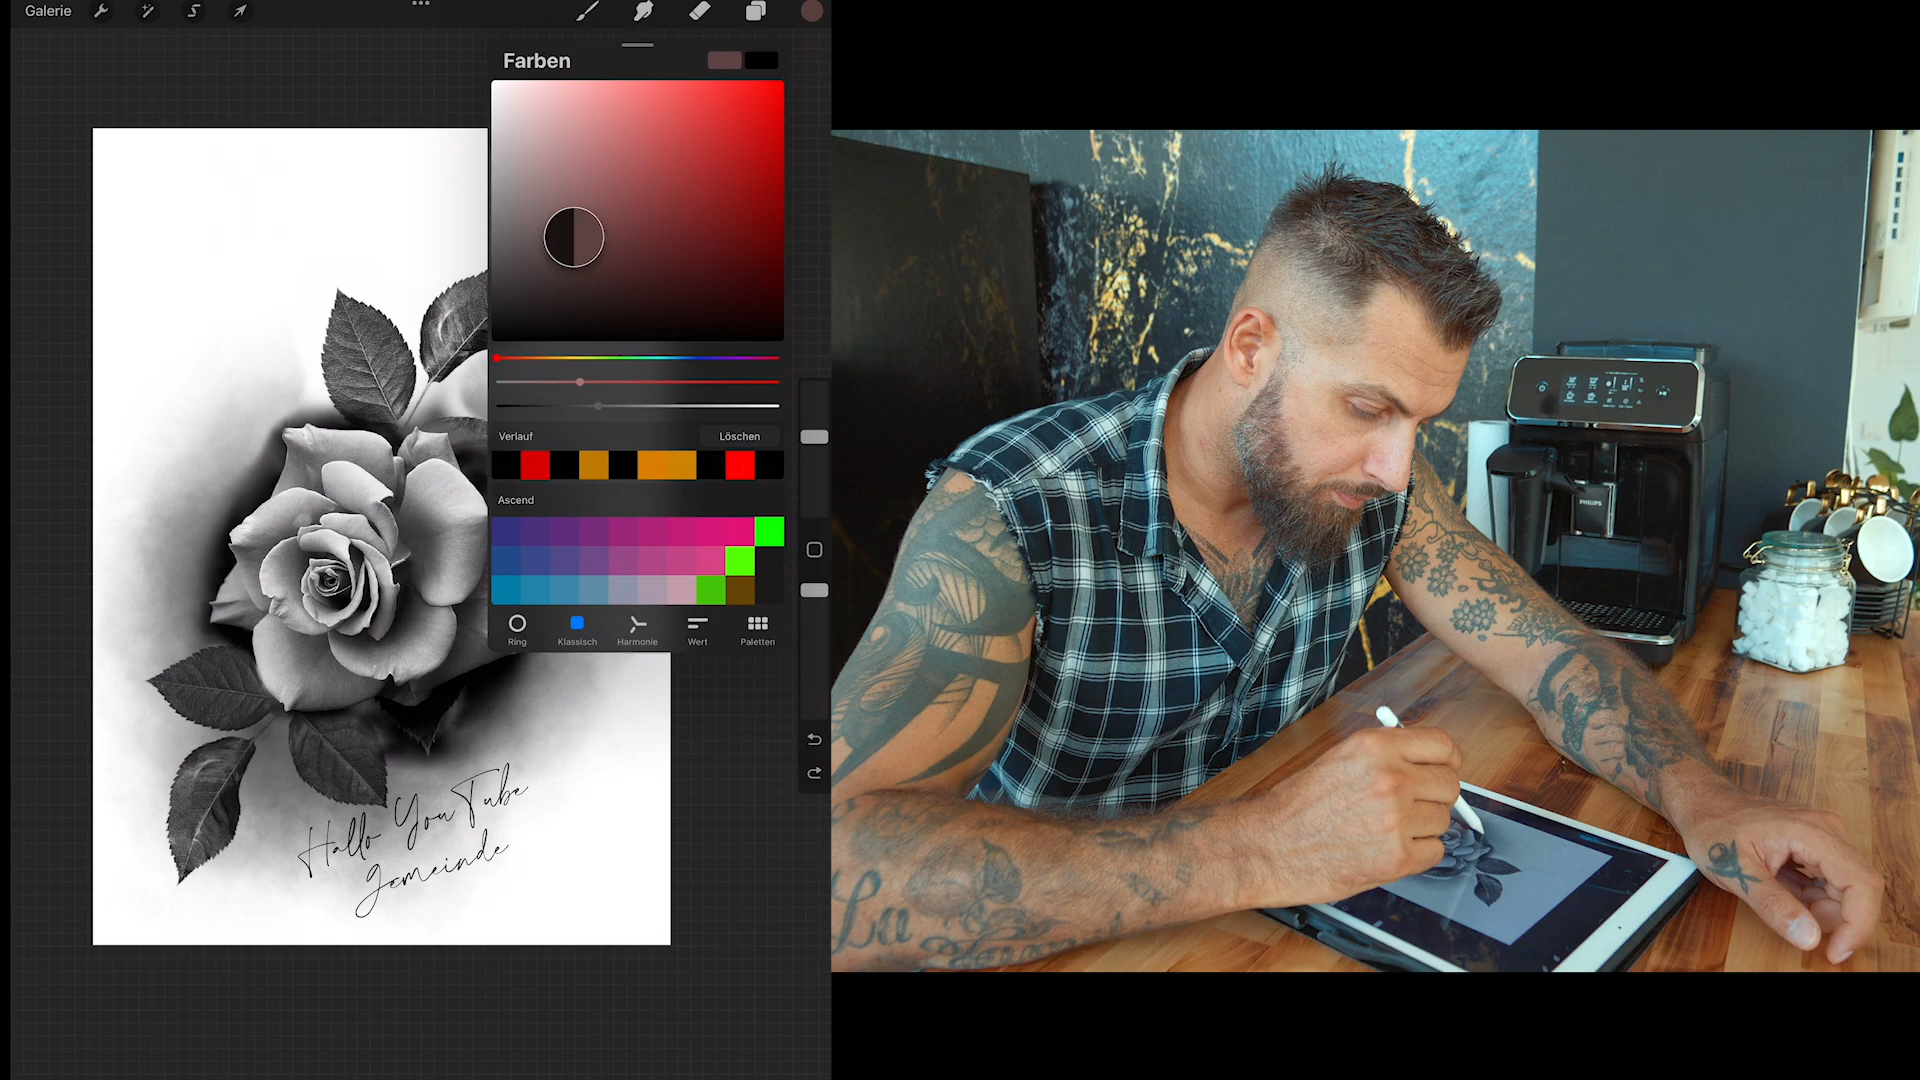 Galerie
Farben
Verlauf
Löschen
Ascend
Ring
Klassisch
Harmonie
Wert
Paletten
Hallo YouTube
gemeinde
PHILIPS